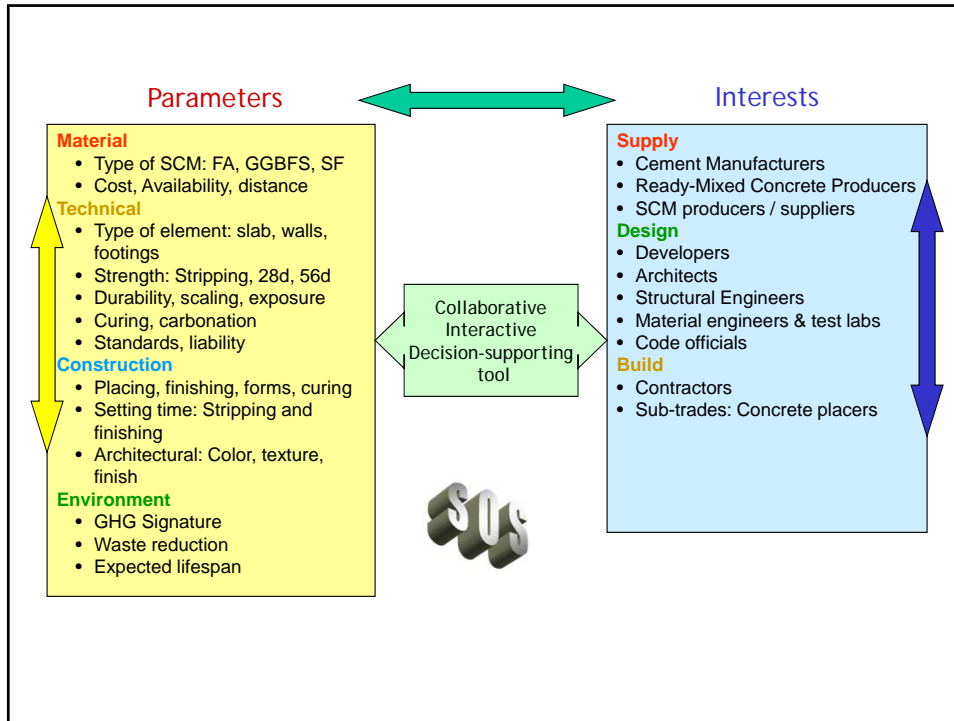 Parameters
Material
• Type of SCM: FA, GGBFS, SF
• Cost, Availability, distance
Technical
• Type of element: slab, walls,
footings
• Strength: Stripping, 28d, 56d
• Durability, scaling, exposure
• Curing, carbonation
• Standards, liability
Construction
• Placing, finishing, forms, curing
• Setting time: Stripping and
finishing
• Architectural: Color, texture,
finish
Environment
• GHG Signature
• Waste reduction
• Expected lifespan
Collaborative
Interactive
Decision-supporting
tool
SOS
Interests
Supply
• Cement Manufacturers
• Ready-Mixed Concrete Producers
• SCM producers / suppliers
Design
• Developers
• Architects
• Structural Engineers
• Material engineers & test labs
• Code officials
Build
• Contractors
• Sub-trades: Concrete placers